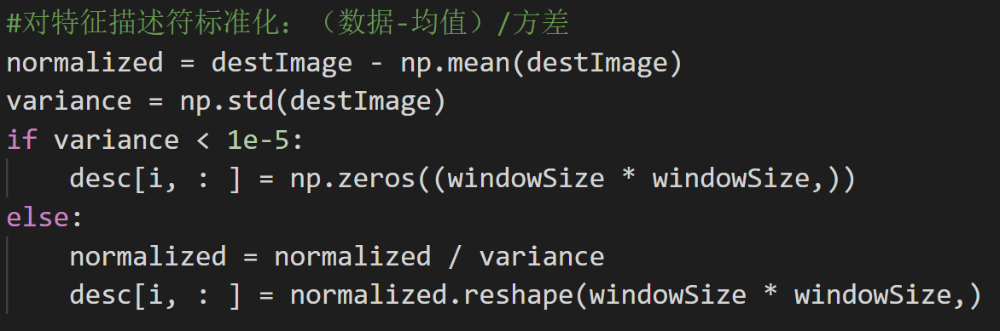 #对特征描述符标准化：（数据-均值）/方差
normalized = destImage - np.mean(destImage)
variance = np.std(destImage)
if variance < 1e-5:
    desc[i, : ] = np.zeros((windowSize * windowSize,))
else:
    normalized = normalized / variance
    desc[i, : ] = normalized.reshape(windowSize * windowSize,)